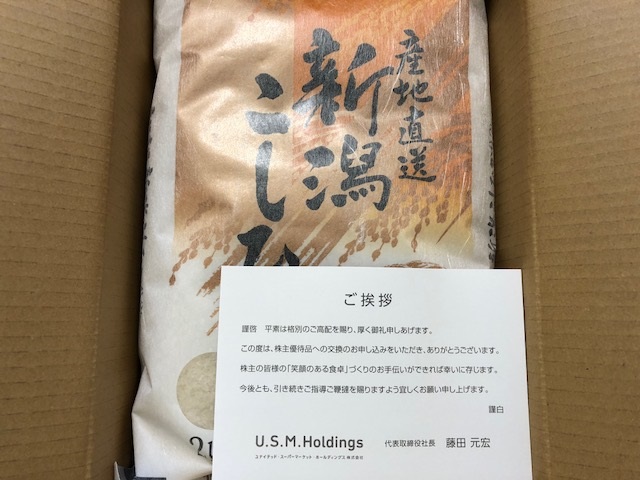 産地直送
新潟
こしひ
ご挨拶
謹啓　平素は格別のご高配を賜り、厚く御礼申しあげます。
この度は、株主優待品への交換のお申し込みをいただき、ありがとうございます。
株主の皆様の「笑顔のある食卓」づくりのお手伝いができれば幸いに存じます。
今後とも、引き続きご指導ご鞭撻を賜りますよう宜しくお願い申し上げます。
謹白
U.S.M.Holdings
ユナイテッド・スーパーマーケット・ホールディングス株式会社
代表取締役社長　藤田 元宏